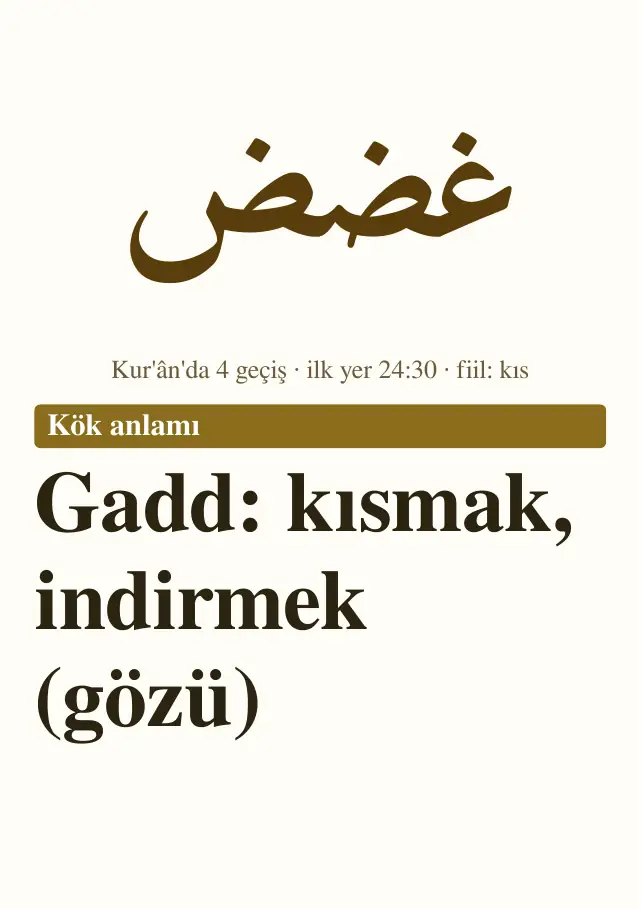 غضض
Kur'ân'da 4 geçiş · ilk yer 24:30 · fiil: kıs
Kök anlamı
Gadd: kısmak,
indirmek
(gözü)